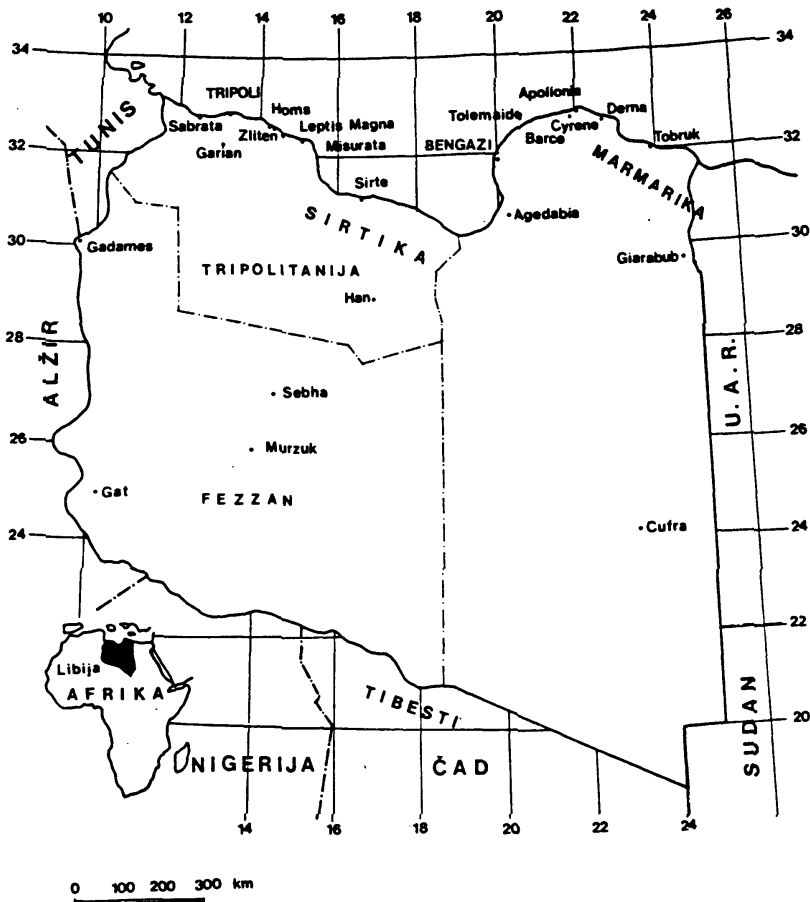 10 12 14 16 18 20 22 24 26
34 34
TUNIS
TRIPOLI
Homs
Sabrata
Zliten
Leptis Magna
Garian
Misurata
Apollonia
Derna
Tolemaide
Cyrene
Barce
BENGAZI
Tobruk
32 32
MARMARIKA
Sirte
SIRTIKA
Agedabia
30 30
Gadames
TRIPOLITANIJA
Giarabub
Han
28 28
ALŽIR
U.A.R.
Sebha
26 26
Murzuk
Gat
FEZZAN
24 24
Cufra
22
Libija
AFRIKA
TIBESTI
20
SUDAN
NIGERIJA
ČAD
14 16 18 20 22 24
0 100 200 300 km